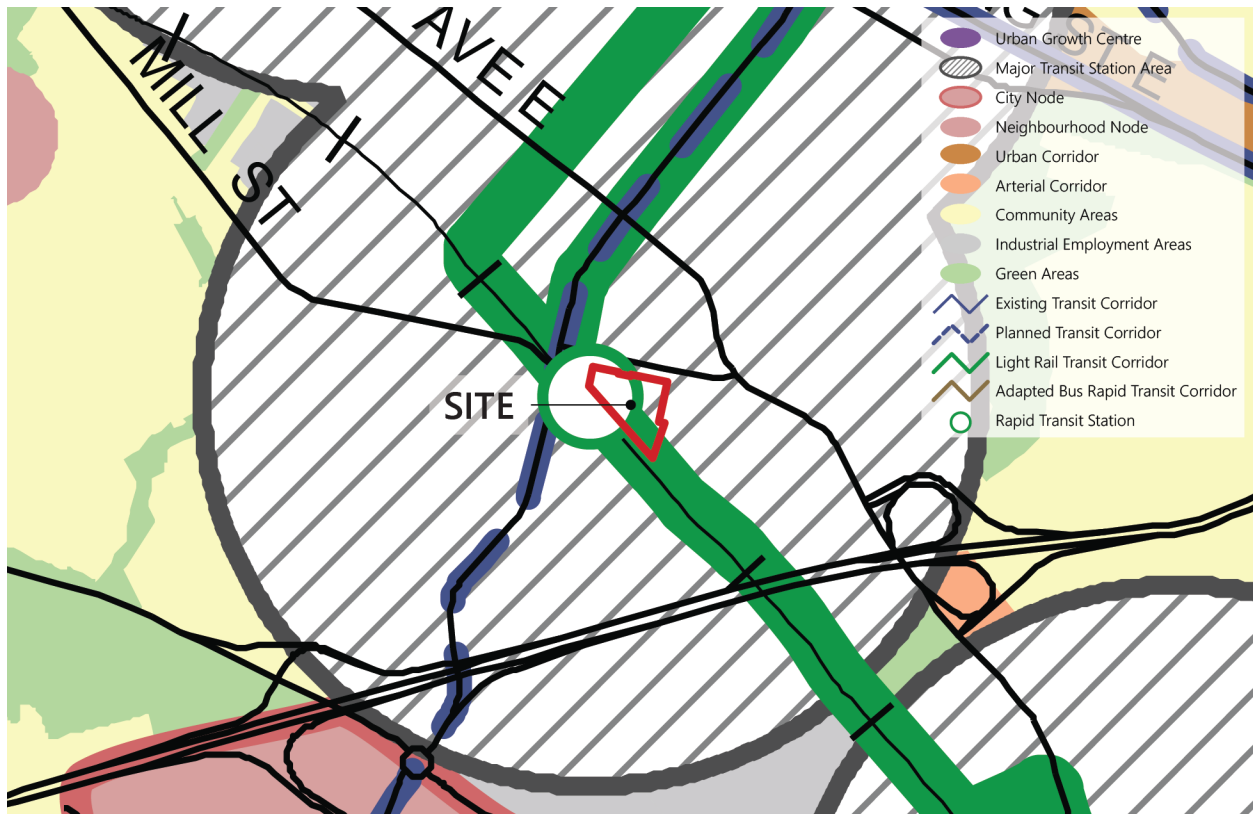 AVE E
MILL ST
SITE
Urban Growth Centre
Major Transit Station Area
City Node
Neighbourhood Node
Urban Corridor
Arterial Corridor
Community Areas
Industrial Employment Areas
Green Areas
Existing Transit Corridor
Planned Transit Corridor
Light Rail Transit Corridor
Adapted Bus Rapid Transit Corridor
Rapid Transit Station